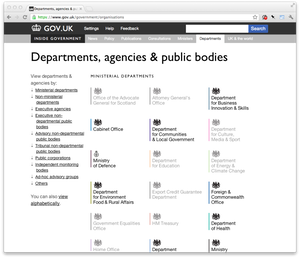 Departments, agencies & p
https://www.gov.uk/government/organisations
GOV.UK
Settings Help Feedback
Search
INSIDE GOVERNMENT
News Policy Publications Consultations Ministers Departments UK & the world
Departments, agencies & public bodies
View departments
& agencies by:
Ministerial departments
Non-ministerial
departments
Executive agencies
Executive non-
departmental public
bodies
Advisory non-departmental
public bodies
Tribunal non-departmental
public bodies
Public corporations
Independent monitoring
bodies
Ad-hoc advisory groups
Others
You can also view
alphabetically.
MINISTERIAL DEPARTMENTS
Office of the Advocate
General for Scotland
Attorney General's
Office
Department
for Business
Innovation & Skills
Cabinet Office
Department
for Communities
& Local Government
Department for
Culture
Media & Sport
Ministry
of Defence
Department
for Education
Department of
Energy &
Climate Change
Department
for Environment
Food & Rural Affairs
Export Credit Guarantee
Department
Foreign &
Commonwealth
Office
Government Equalities
Office
HM Treasury
Department
of Health
Home Office
Department
Ministry